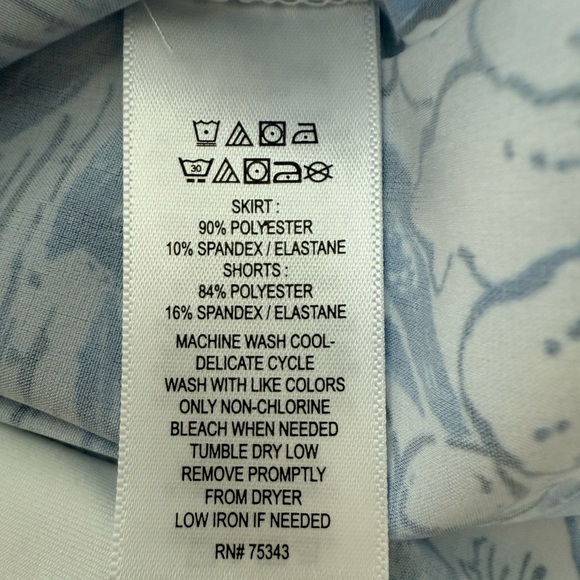 30
SKIRT :
90% POLYESTER
10% SPANDEX / ELASTANE
SHORTS :
84% POLYESTER
16% SPANDEX / ELASTANE
MACHINE WASH COOL-
DELICATE CYCLE
WASH WITH LIKE COLORS
ONLY NON-CHLORINE
BLEACH WHEN NEEDED
TUMBLE DRY LOW
REMOVE PROMPTLY
FROM DRYER
LOW IRON IF NEEDED
RN# 75343